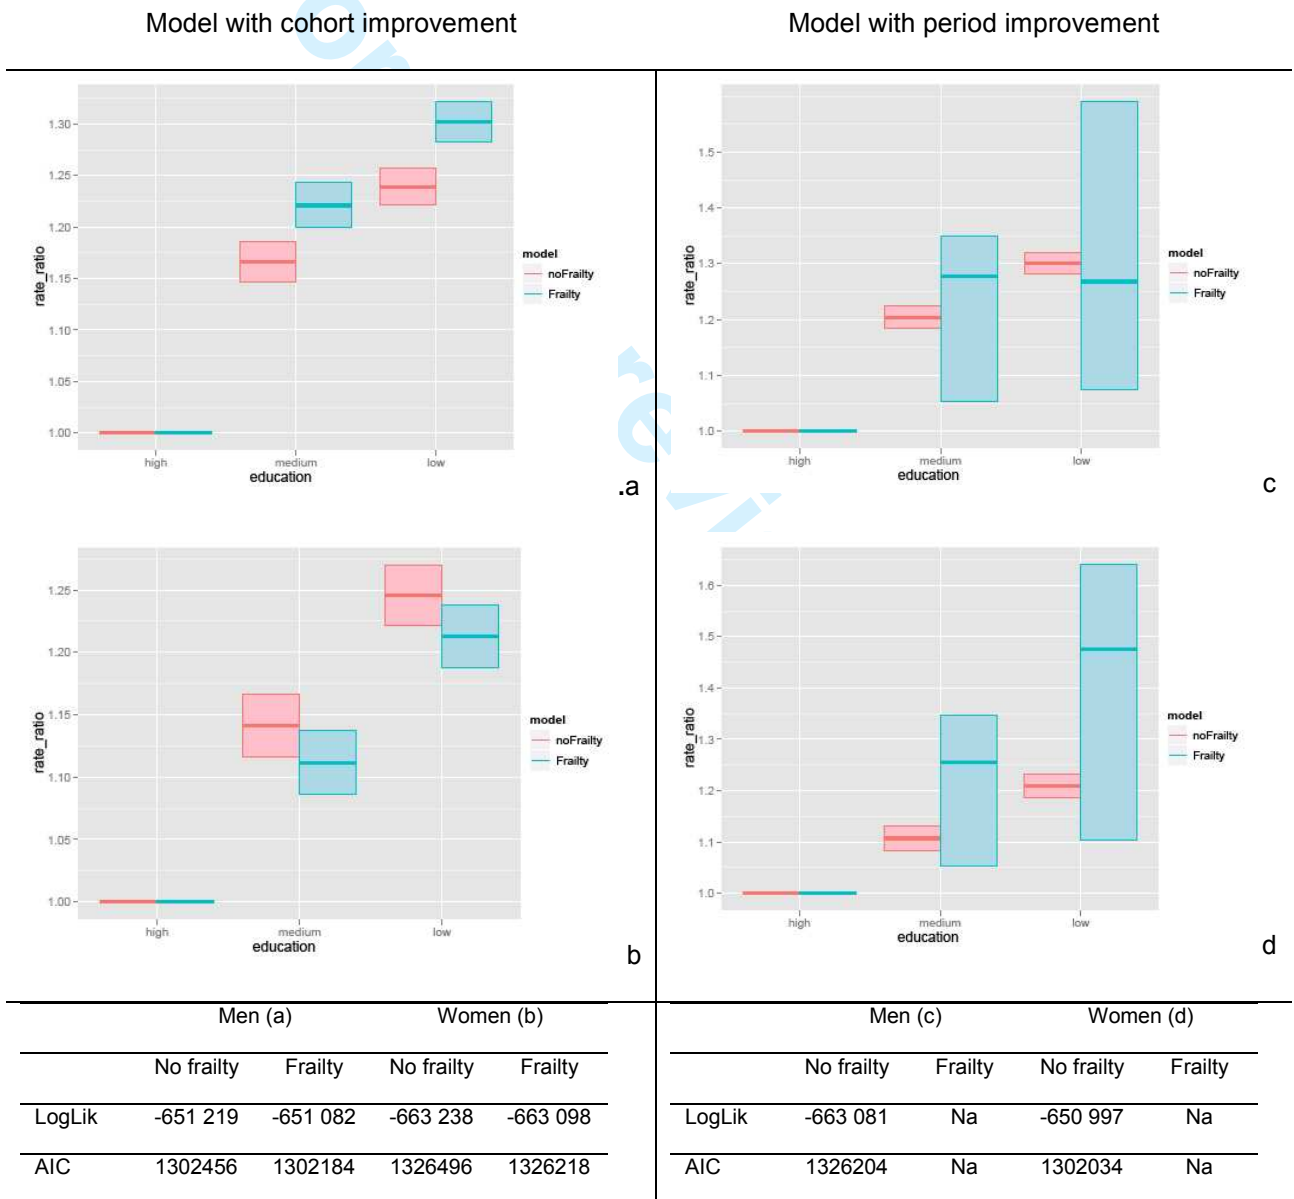 Model with cohort improvement
Model with period improvement
1.30
1.25
1.20
1.15
1.10
1.05
1.00
rate_ratio
high medium low
education
model
noFrailty
Frailty
.a
1.5
1.4
1.3
1.2
1.1
1.0
rate_ratio
high medium low
education
model
noFrailty
Frailty
c
1.25
1.20
1.15
1.10
1.05
1.00
rate_ratio
high medium low
education
model
noFrailty
Frailty
b
1.6
1.5
1.4
1.3
1.2
1.1
1.0
rate_ratio
high medium low
education
model
noFrailty
Frailty
d
Men (a) Women (b)
No frailty Frailty No frailty Frailty
LogLik -651 219 -651 082 -663 238 -663 098
AIC 1302456 1302184 1326496 1326218
Men (c) Women (d)
No frailty Frailty No frailty Frailty
LogLik -663 081 Na -650 997 Na
AIC 1326204 Na 1302034 Na